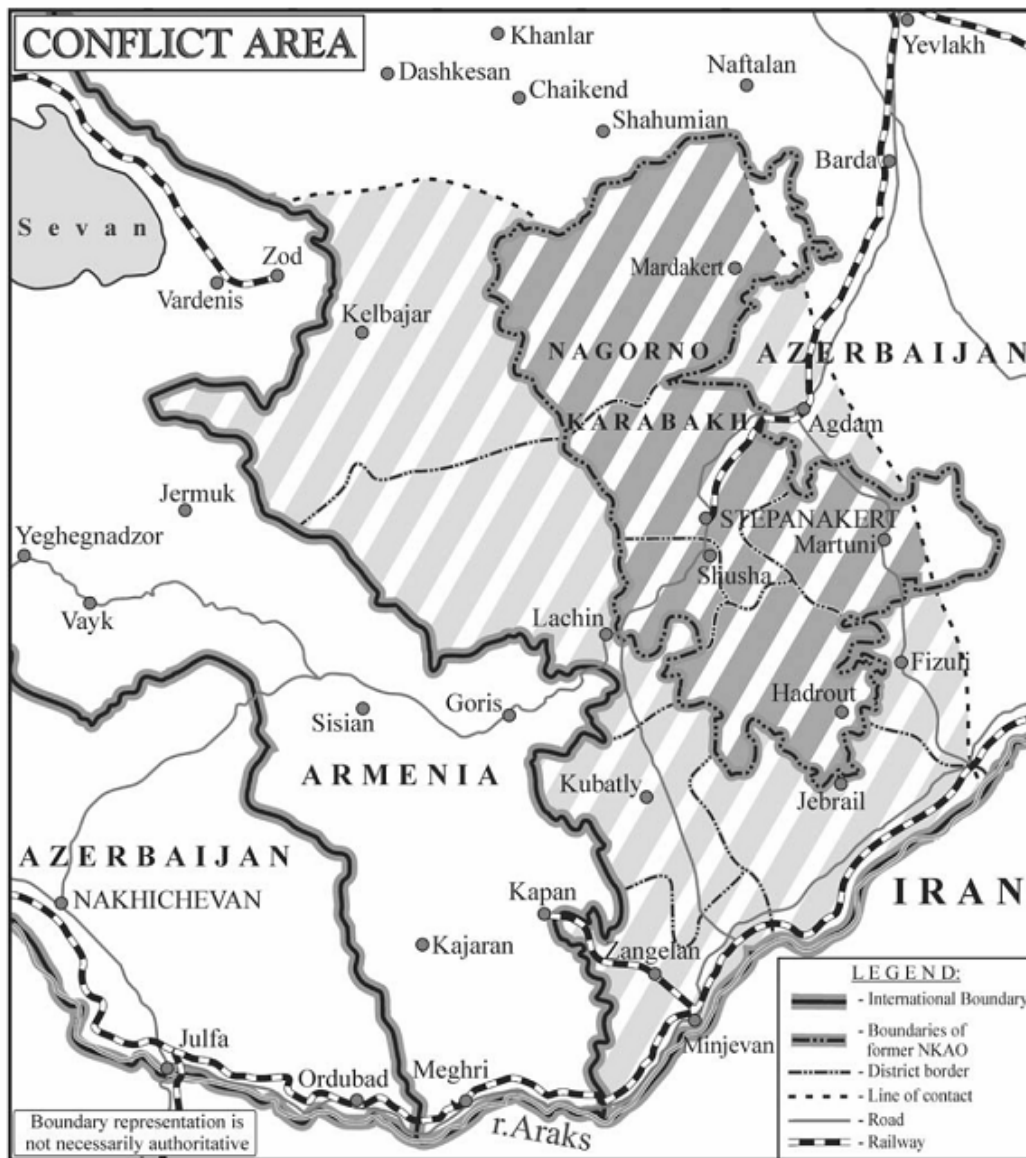 CONFLICT AREA
Khanlar
Yevlakh
Dashkesan
Naftalan
Chaikend
Shahumian
Barda
Sevan
Zod
Mardakert
Vardenis
Kelbajar
NAGORNO
AZERBAIJAN
KARABAKH
Agdam
Jermuk
STEPANAKERT
Yeghegnadzor
Martuni
Shusha
Vayk
Lachin
Fizuli
Goris
Hadrout
Sisian
ARMENIA
Kubatly
Jebrail
AZERBAIJAN
Kapan
IRAN
NAKHICHEVAN
Kajaran
Zangelan
Julfa
Minjevan
Ordubad
Meghri
r.Araks
Boundary representation is
not necessarily authoritative
LEGEND:
- International Boundary
- Boundaries of
former NKAO
- District border
- Line of contact
- Road
- Railway